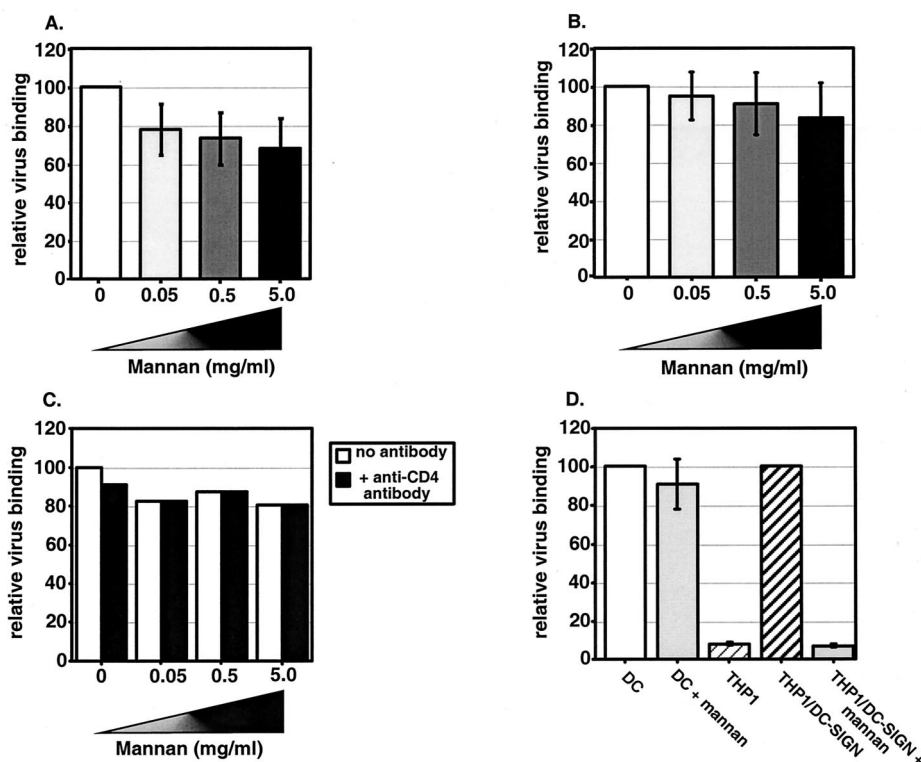 A.
relative virus binding
120
100
80
60
40
20
0
0 0.05 0.5 5.0
Mannan (mg/ml)
B.
relative virus binding
120
100
80
60
40
20
0
0 0.05 0.5 5.0
Mannan (mg/ml)
C.
relative virus binding
120
100
80
60
40
20
0
0 0.05 0.5 5.0
Mannan (mg/ml)
no antibody
+ anti-CD4
antibody
D.
relative virus binding
120
100
80
60
40
20
0
DC
DC + mannan
THP1
THP1/DC-SIGN
THP1/DC-SIGN +
mannan